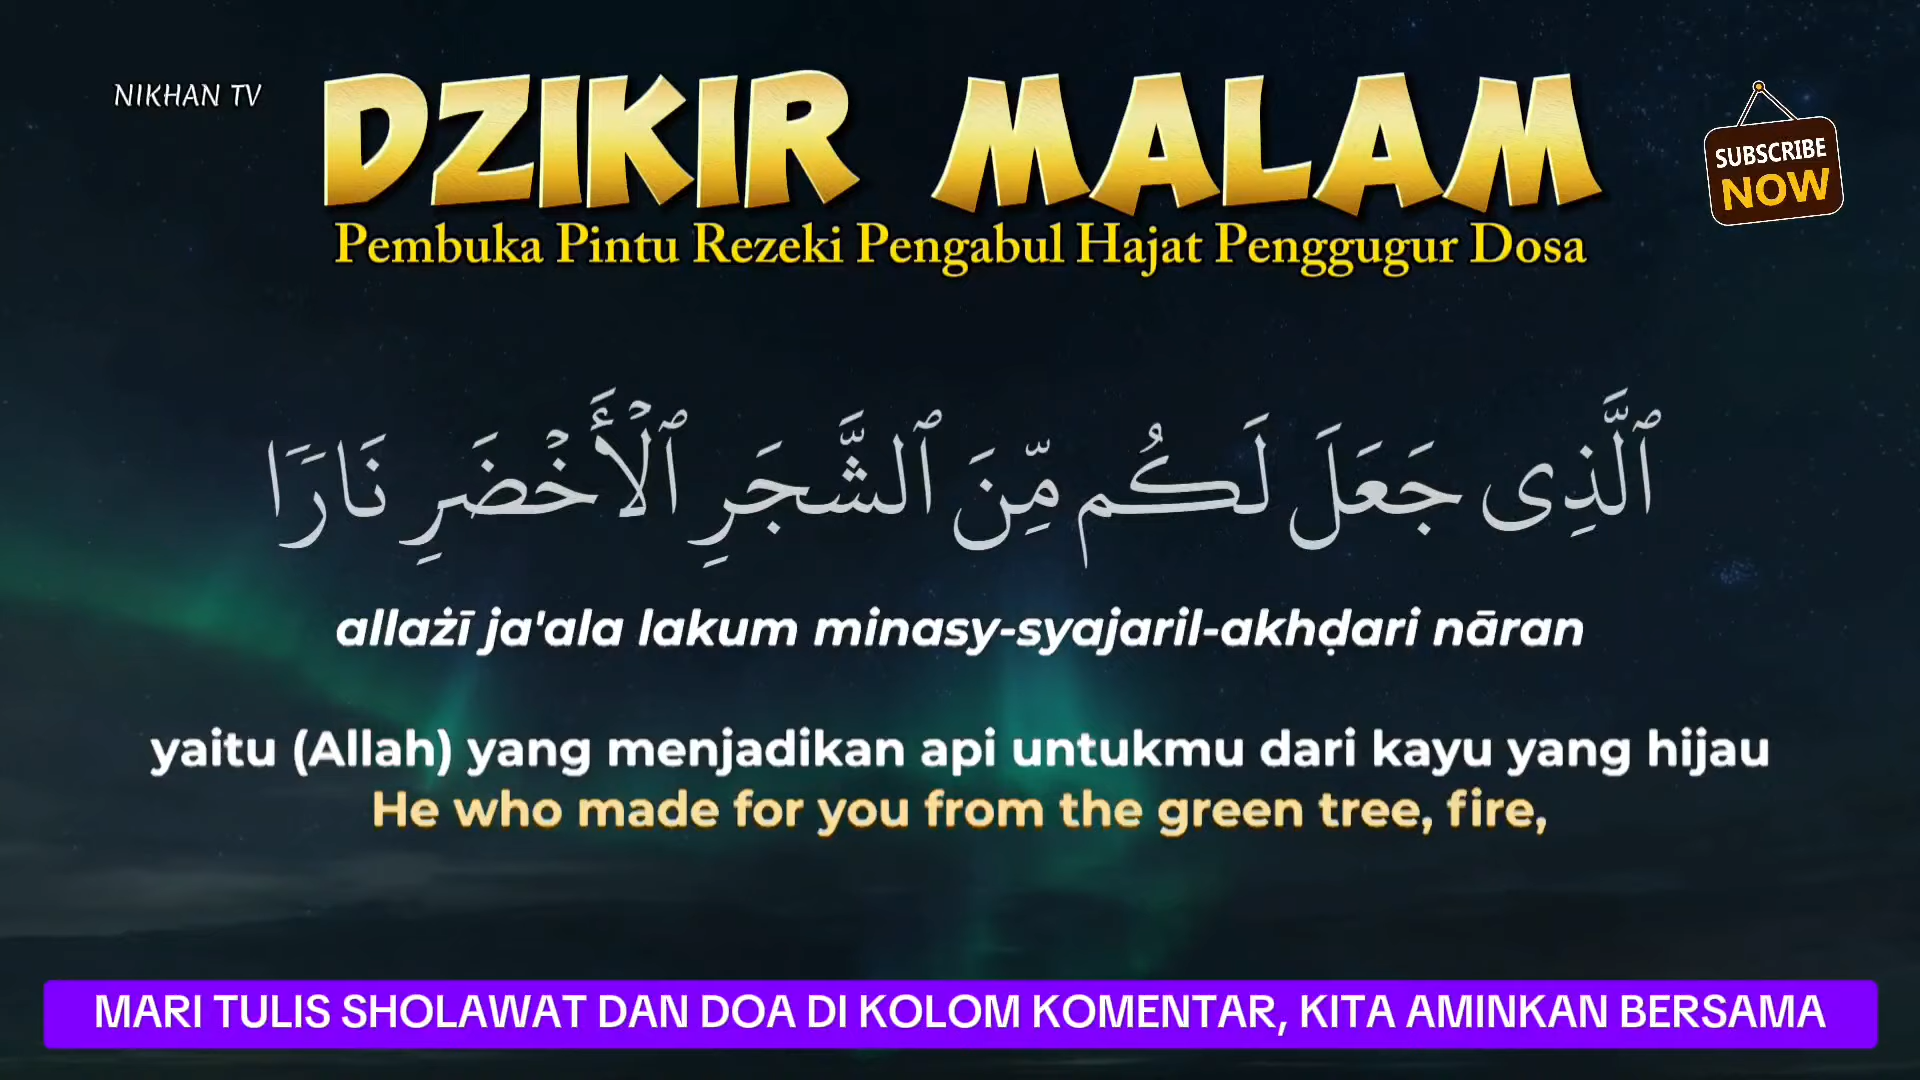 NIKHAN TV
DZIKIR MALAM
SUBSCRIBE
NOW
Pembuka Pintu Rezeki Pengabul Hajat Penggugur Dosa
ٱلَّذِى جَعَلَ لَكُم مِّنَ ٱلشَّجَرِ ٱلْأَخْضَرِ نَارًا
allażī ja'ala lakum minasy-syajaril-akhḍari nāran
yaitu (Allah) yang menjadikan api untukmu dari kayu yang hijau
He who made for you from the green tree, fire,
MARI TULIS SHOLAWAT DAN DOA DI KOLOM KOMENTAR, KITA AMINKAN BERSAMA